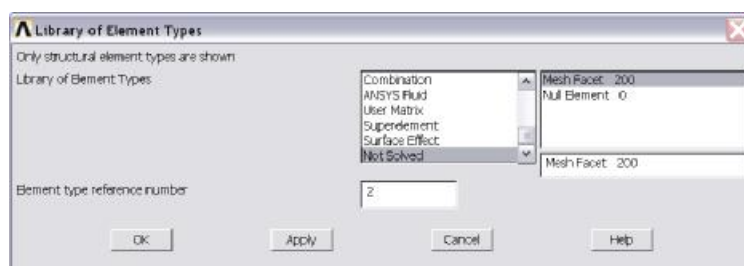 Library of Element Types
Only structural element types are shown
Library of Element Types
Combination
ANSYS Fluid
User Matrix
Superelement
Surface Effect
Not Solved
Mesh Facet 200
Null Element 0
Mesh Facet 200
Element type reference number
2
OK
Apply
Cancel
Help